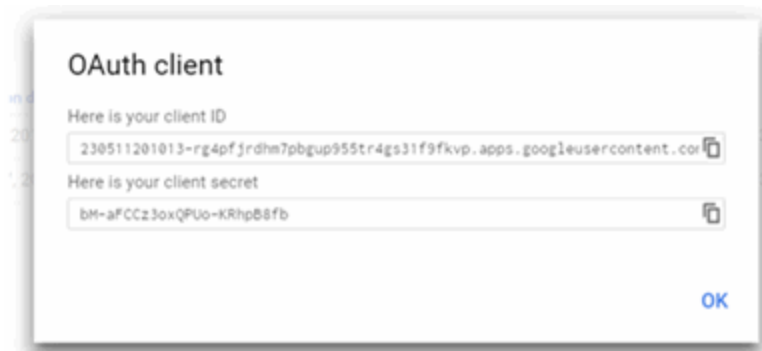 OAuth client
Here is your client ID
230511201013-rg4pfjrdhm7pbgup955tr4gs31f9fkvp.apps.googleusercontent.com
Here is your client secret
bM-aFCCz3oxQPUo-KRhpB8fb
OK